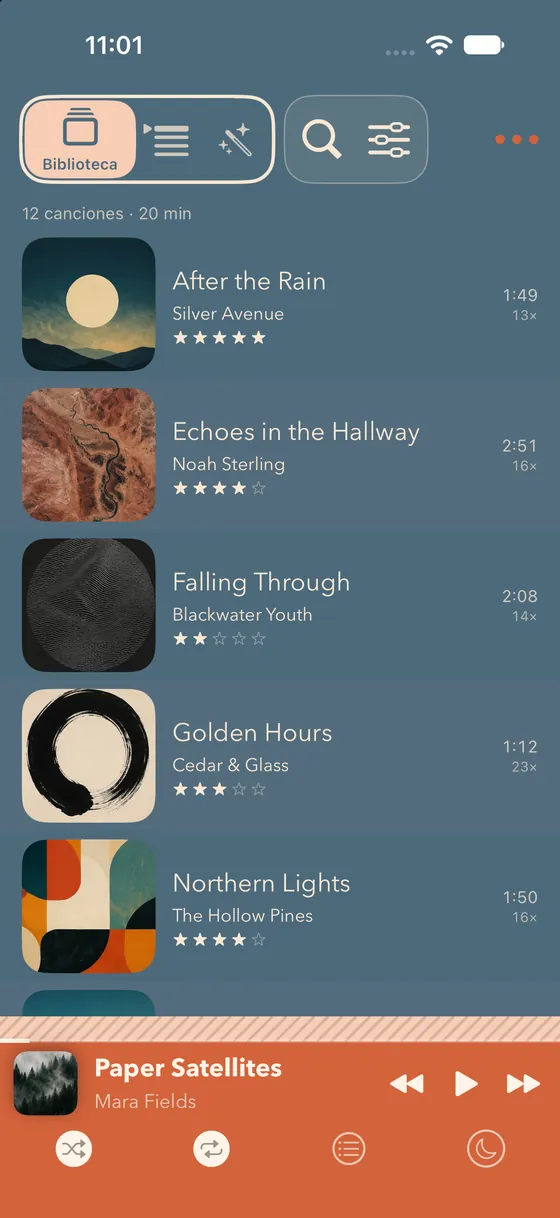 11:01
Biblioteca
12 canciones · 20 min
After the Rain
Silver Avenue
1:49
13×
Echoes in the Hallway
Noah Sterling
2:51
16×
Falling Through
Blackwater Youth
2:08
14×
Golden Hours
Cedar & Glass
1:12
23×
Northern Lights
The Hollow Pines
1:50
16×
Paper Satellites
Mara Fields